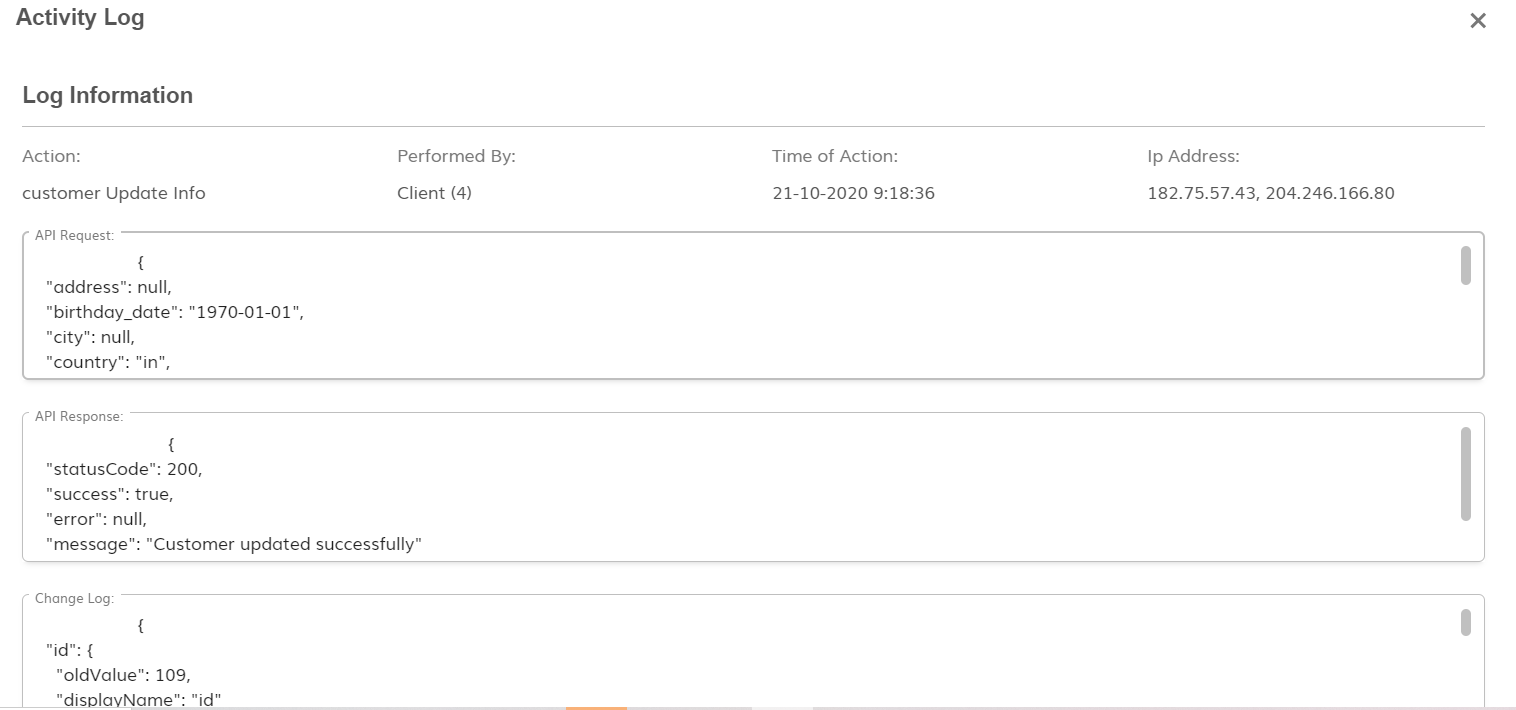 Activity Log
Log Information
Action:
Performed By:
Time of Action:
Ip Address:
customer Update Info
Client (4)
21-10-2020 9:18:36
182.75.57.43, 204.246.166.80
API Request:
{
"address": null,
"birthday_date": "1970-01-01",
"city": null,
"country": "in",
API Response:
{
"statusCode": 200,
"success": true,
"error": null,
"message": "Customer updated successfully"
Change Log:
{
"id": {
"oldValue": 109,
"displayName": "id"